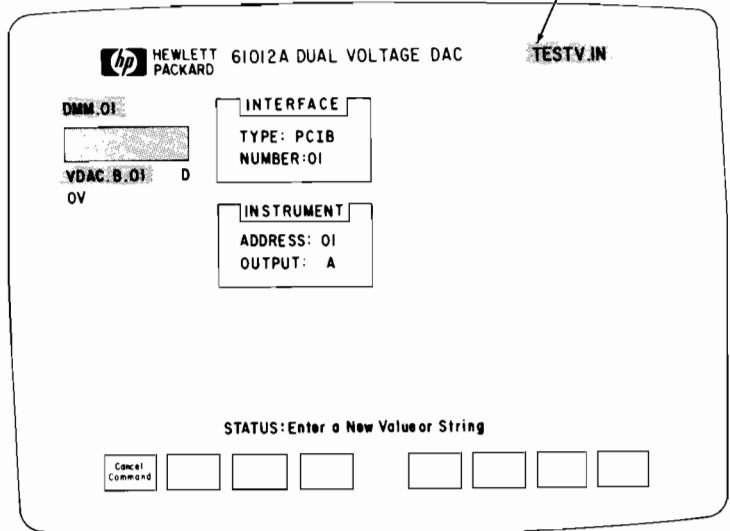 hp HEWLETT PACKARD 61012A DUAL VOLTAGE DAC TESTV.IN
DMM.01
VDAC.B.01 D
0V
INTERFACE
TYPE: PCIB
NUMBER:01
INSTRUMENT
ADDRESS: 01
OUTPUT: A
STATUS:Enter a New Value or String
Cancel
Command